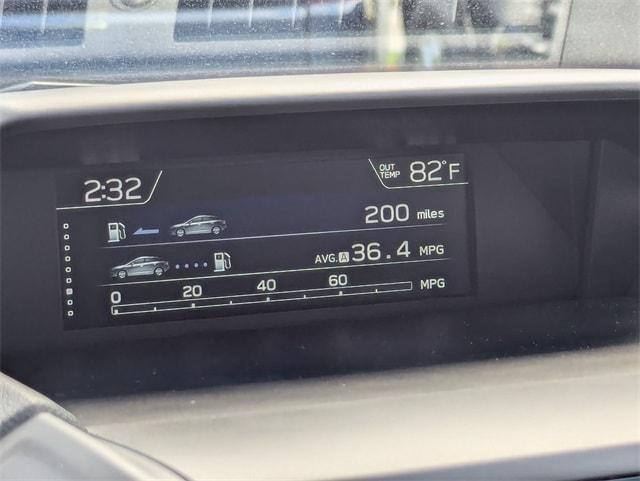 2:32
OUT TEMP 82°F
200 miles
AVG. A 36.4 MPG
0 20 40 60 MPG